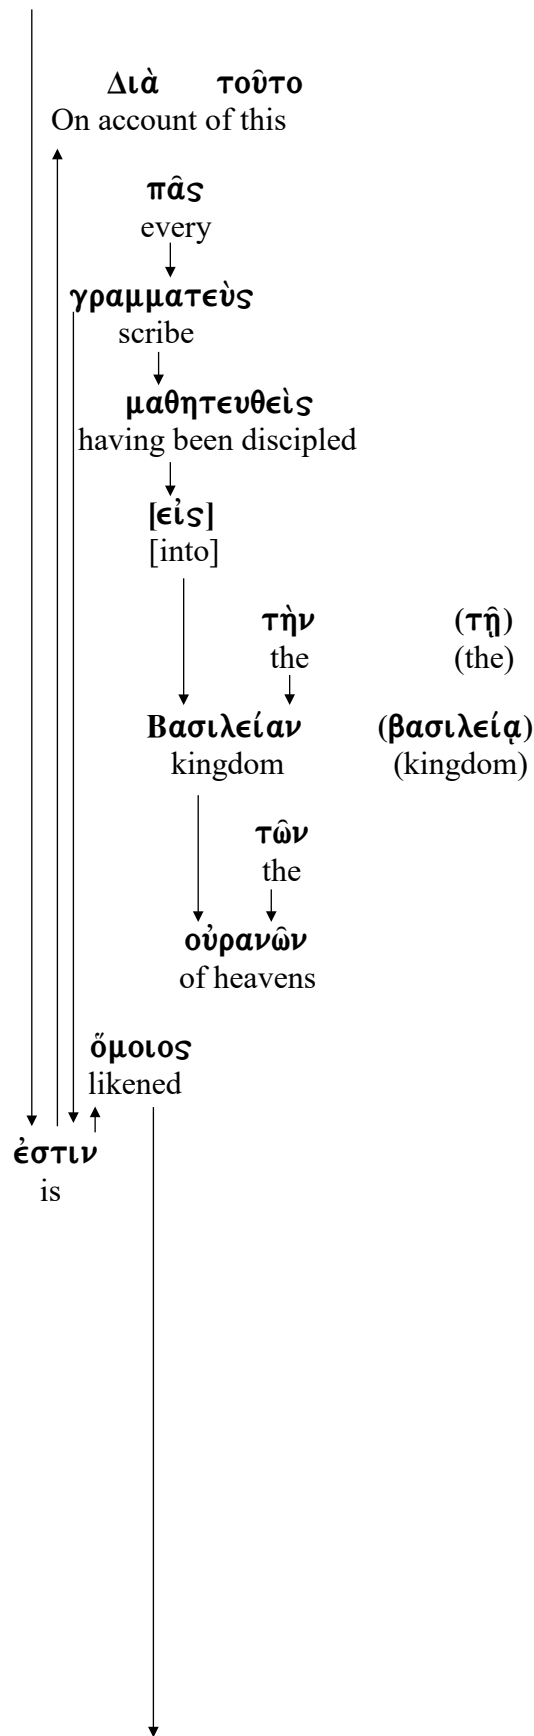 Διὰ τοῦτο
On account of this
πᾶς
every
γραμματεὺς
scribe
μαθητευθεὶς
having been discipled
[εἰς]
[into]
τὴν (τῇ)
the (the)
Βασιλείαν (βασιλείᾳ)
kingdom (kingdom)
τῶν
the
οὐρανῶν
of heavens
ὅμοιος
likened
ἐστιν
is